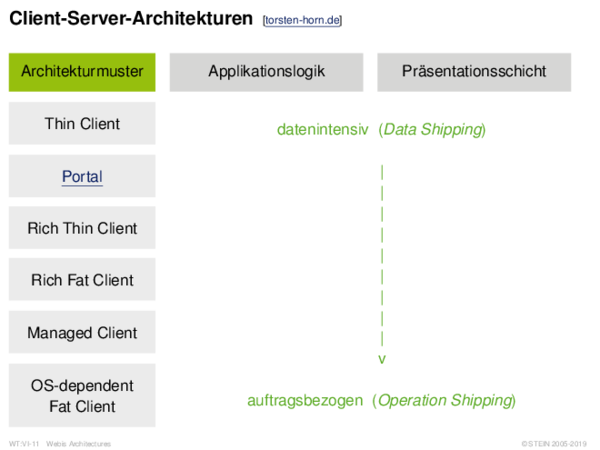 Client-Server-Architekturen [torsten-horn.de]
Architekturmuster Applikationslogik Präsentationsschicht
Thin Client
datenintensiv (Data Shipping)
Portal
Rich Thin Client
Rich Fat Client
Managed Client
OS-dependent
Fat Client
auftragsbezogen (Operation Shipping)
WT:VI-11 Webis Architectures ©STEIN 2005-2019